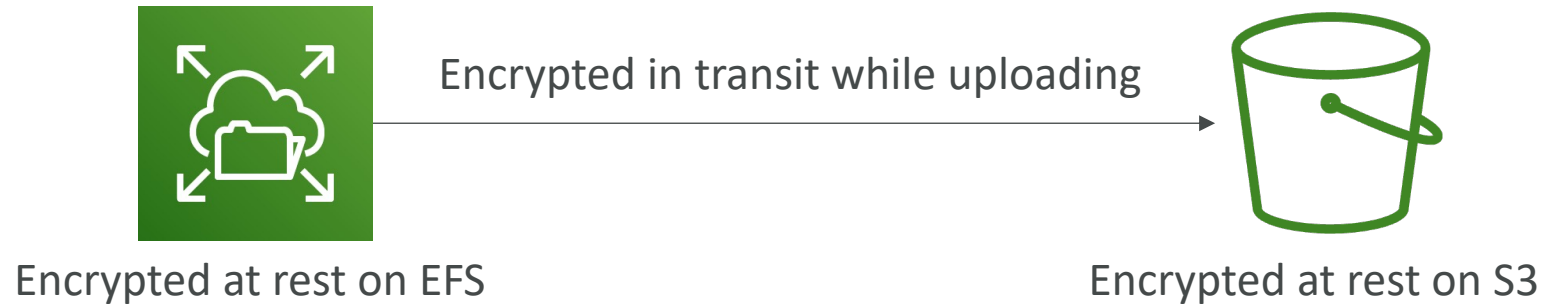 Encrypted in transit while uploading
Encrypted at rest on EFS
Encrypted at rest on S3